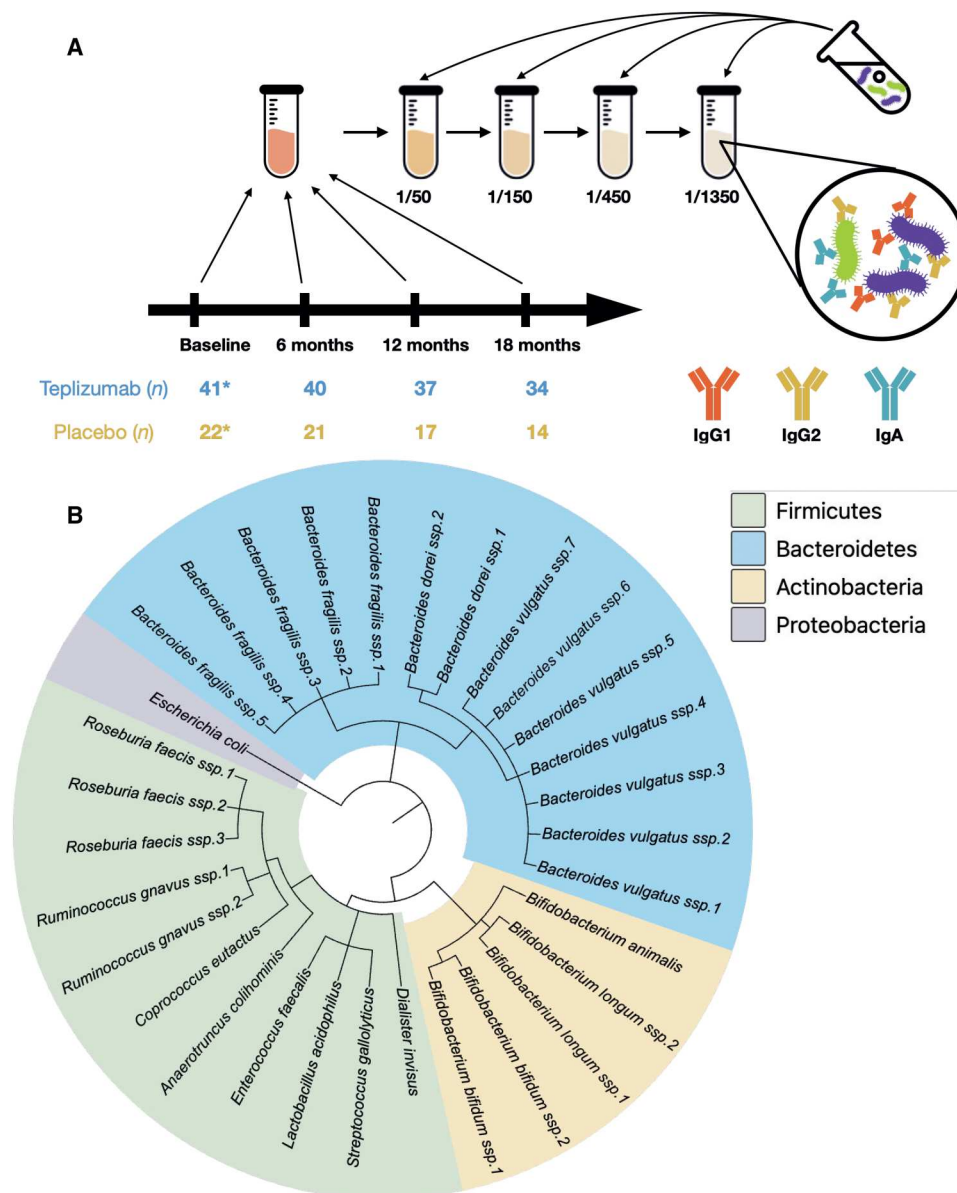 A
1/50 1/150 1/450 1/1350
Baseline 6 months 12 months 18 months
Teplizumab (n) 41* 40 37 34
Placebo (n) 22* 21 17 14
IgG1 IgG2 IgA
B
Firmicutes
Bacteroidetes
Actinobacteria
Proteobacteria
Escherichia coli
Bacteroides fragilis ssp.5
Bacteroides fragilis ssp.4
Bacteroides fragilis ssp.3
Bacteroides fragilis ssp.2
Bacteroides fragilis ssp.1
Bacteroides dorei ssp.2
Bacteroides dorei ssp.1
Bacteroides vulgatus ssp.7
Bacteroides vulgatus ssp.6
Bacteroides vulgatus ssp.5
Bacteroides vulgatus ssp.4
Bacteroides vulgatus ssp.3
Bacteroides vulgatus ssp.2
Bacteroides vulgatus ssp.1
Bifidobacterium animalis
Bifidobacterium longum ssp.2
Bifidobacterium longum ssp.1
Bifidobacterium bifidum ssp.2
Bifidobacterium bifidum ssp.1
Dialister invisus
Streptococcus gallolyticus
Lactobacillus acidophilus
Enterococcus faecalis
Anaerotruncus colihominis
Coprococcus eutactus
Ruminococcus gnavus ssp.2
Ruminococcus gnavus ssp.1
Roseburia faecis ssp.3
Roseburia faecis ssp.2
Roseburia faecis ssp.1